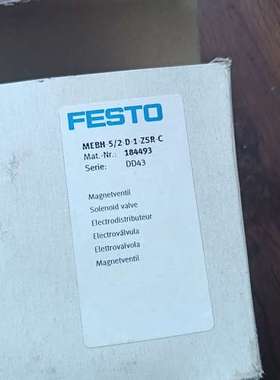 FESTO
MEBH-5/2-D-1-ZSR-C
Mat.-Nr.: 184493
Serie: DD43
Magnetventil
Solenoid valve
Electrodistributeur
Electroválvula
Elettrovalvola
Magnetventil